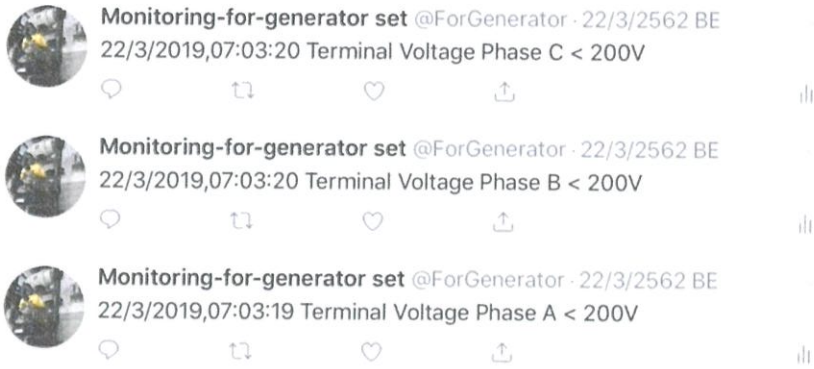 Monitoring-for-generator set @ForGenerator · 22/3/2562 BE
22/3/2019,07:03:20 Terminal Voltage Phase C < 200V
Monitoring-for-generator set @ForGenerator · 22/3/2562 BE
22/3/2019,07:03:20 Terminal Voltage Phase B < 200V
Monitoring-for-generator set @ForGenerator · 22/3/2562 BE
22/3/2019,07:03:19 Terminal Voltage Phase A < 200V